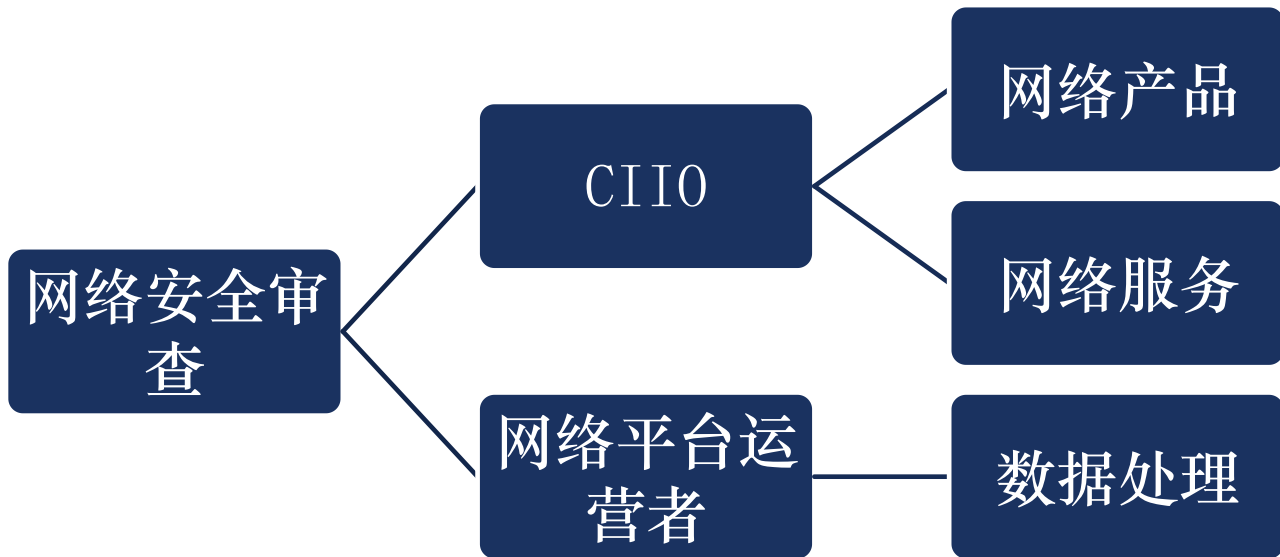 网络安全审
查
CIIO
网络产品
网络服务
网络平台运
营者
数据处理